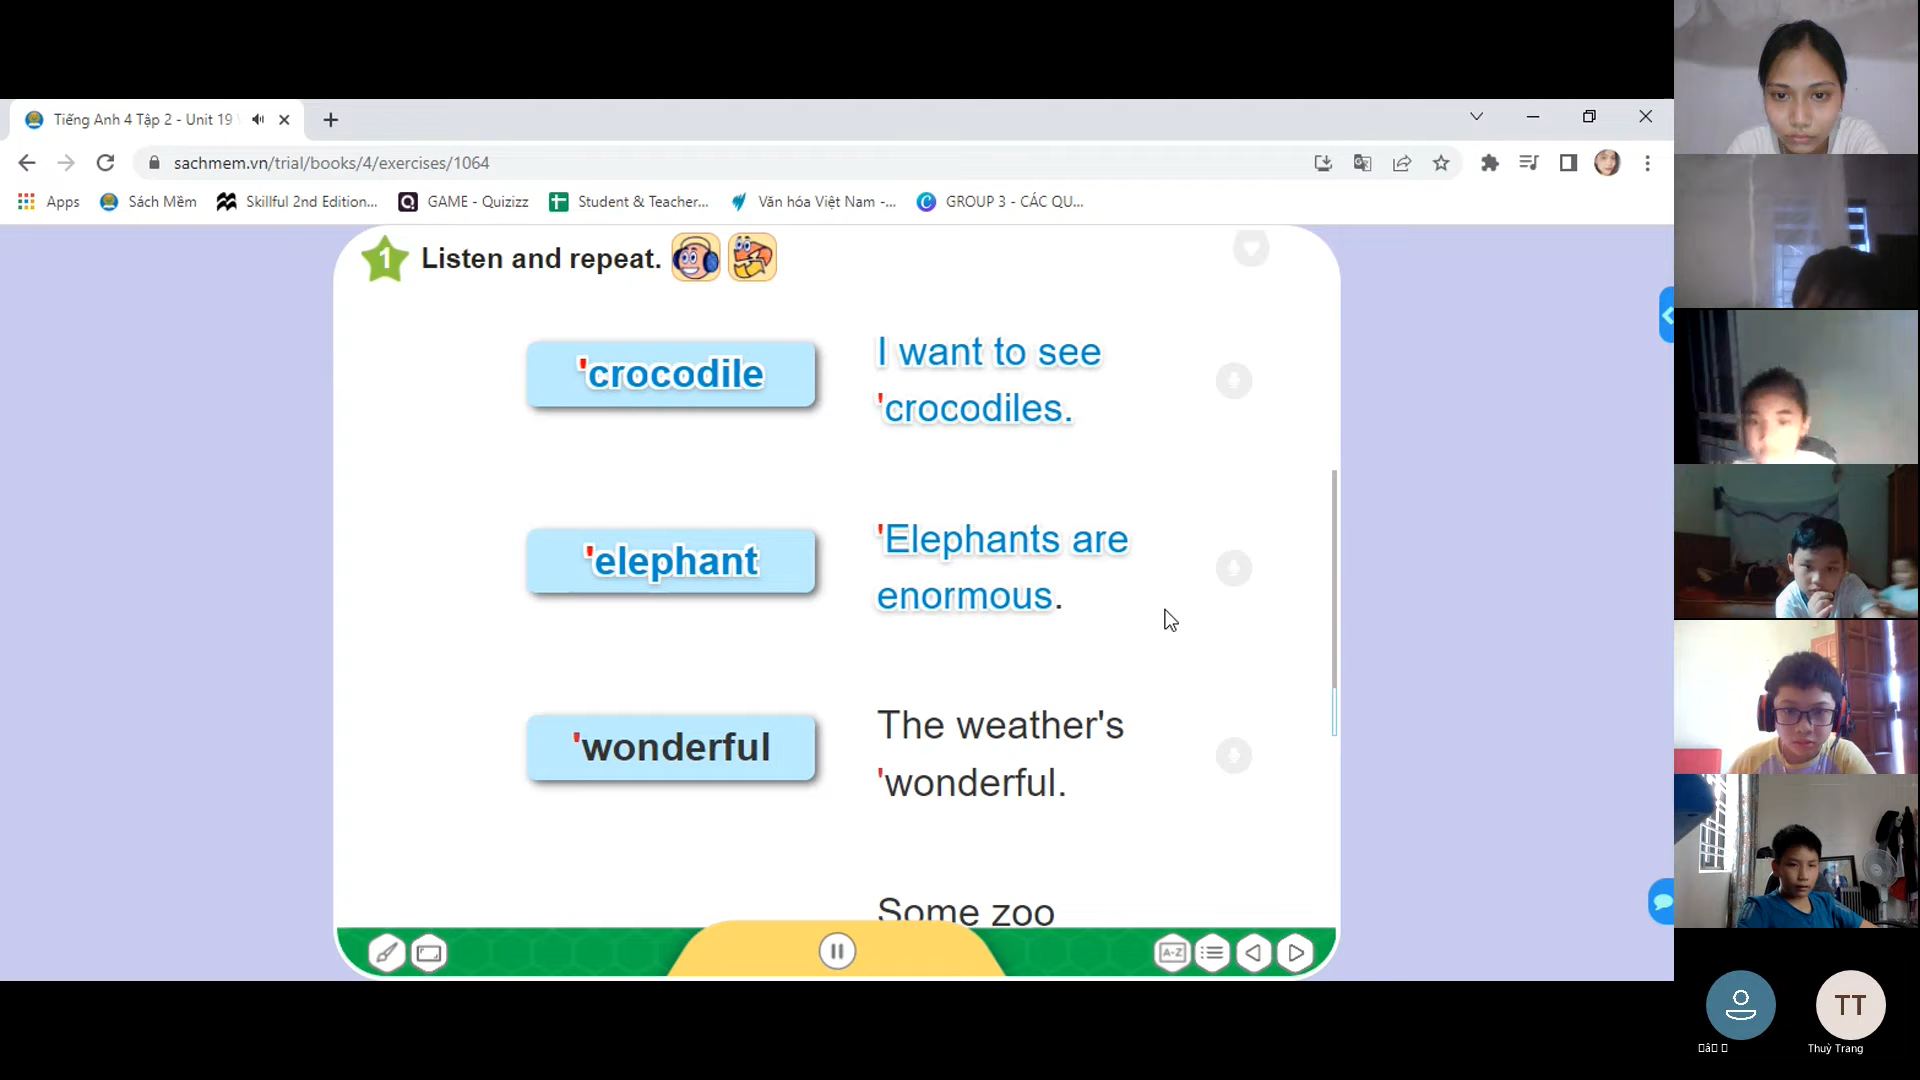 Tiếng Anh 4 Tập 2 - Unit 19
sachmem.vn/trial/books/4/exercises/1064
Apps
Sách Mềm
Skillful 2nd Edition...
GAME - Quizizz
Student & Teacher...
Văn hóa Việt Nam -...
GROUP 3 - CÁC QU...
1 Listen and repeat.
'crocodile
I want to see
'crocodiles.
'elephant
'Elephants are
enormous.
'wonderful
The weather's
'wonderful.
Some zoo
A-Z
TT
Thuỳ Trang